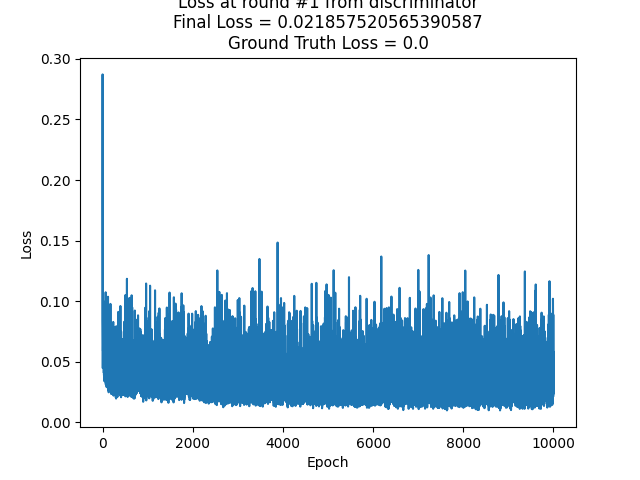 Loss at round #1 from discriminator
Final Loss = 0.021857520565390587
Ground Truth Loss = 0.0
0.30
0.25
0.20
0.15
0.10
0.05
0.00
Loss
0 2000 4000 6000 8000 10000
Epoch